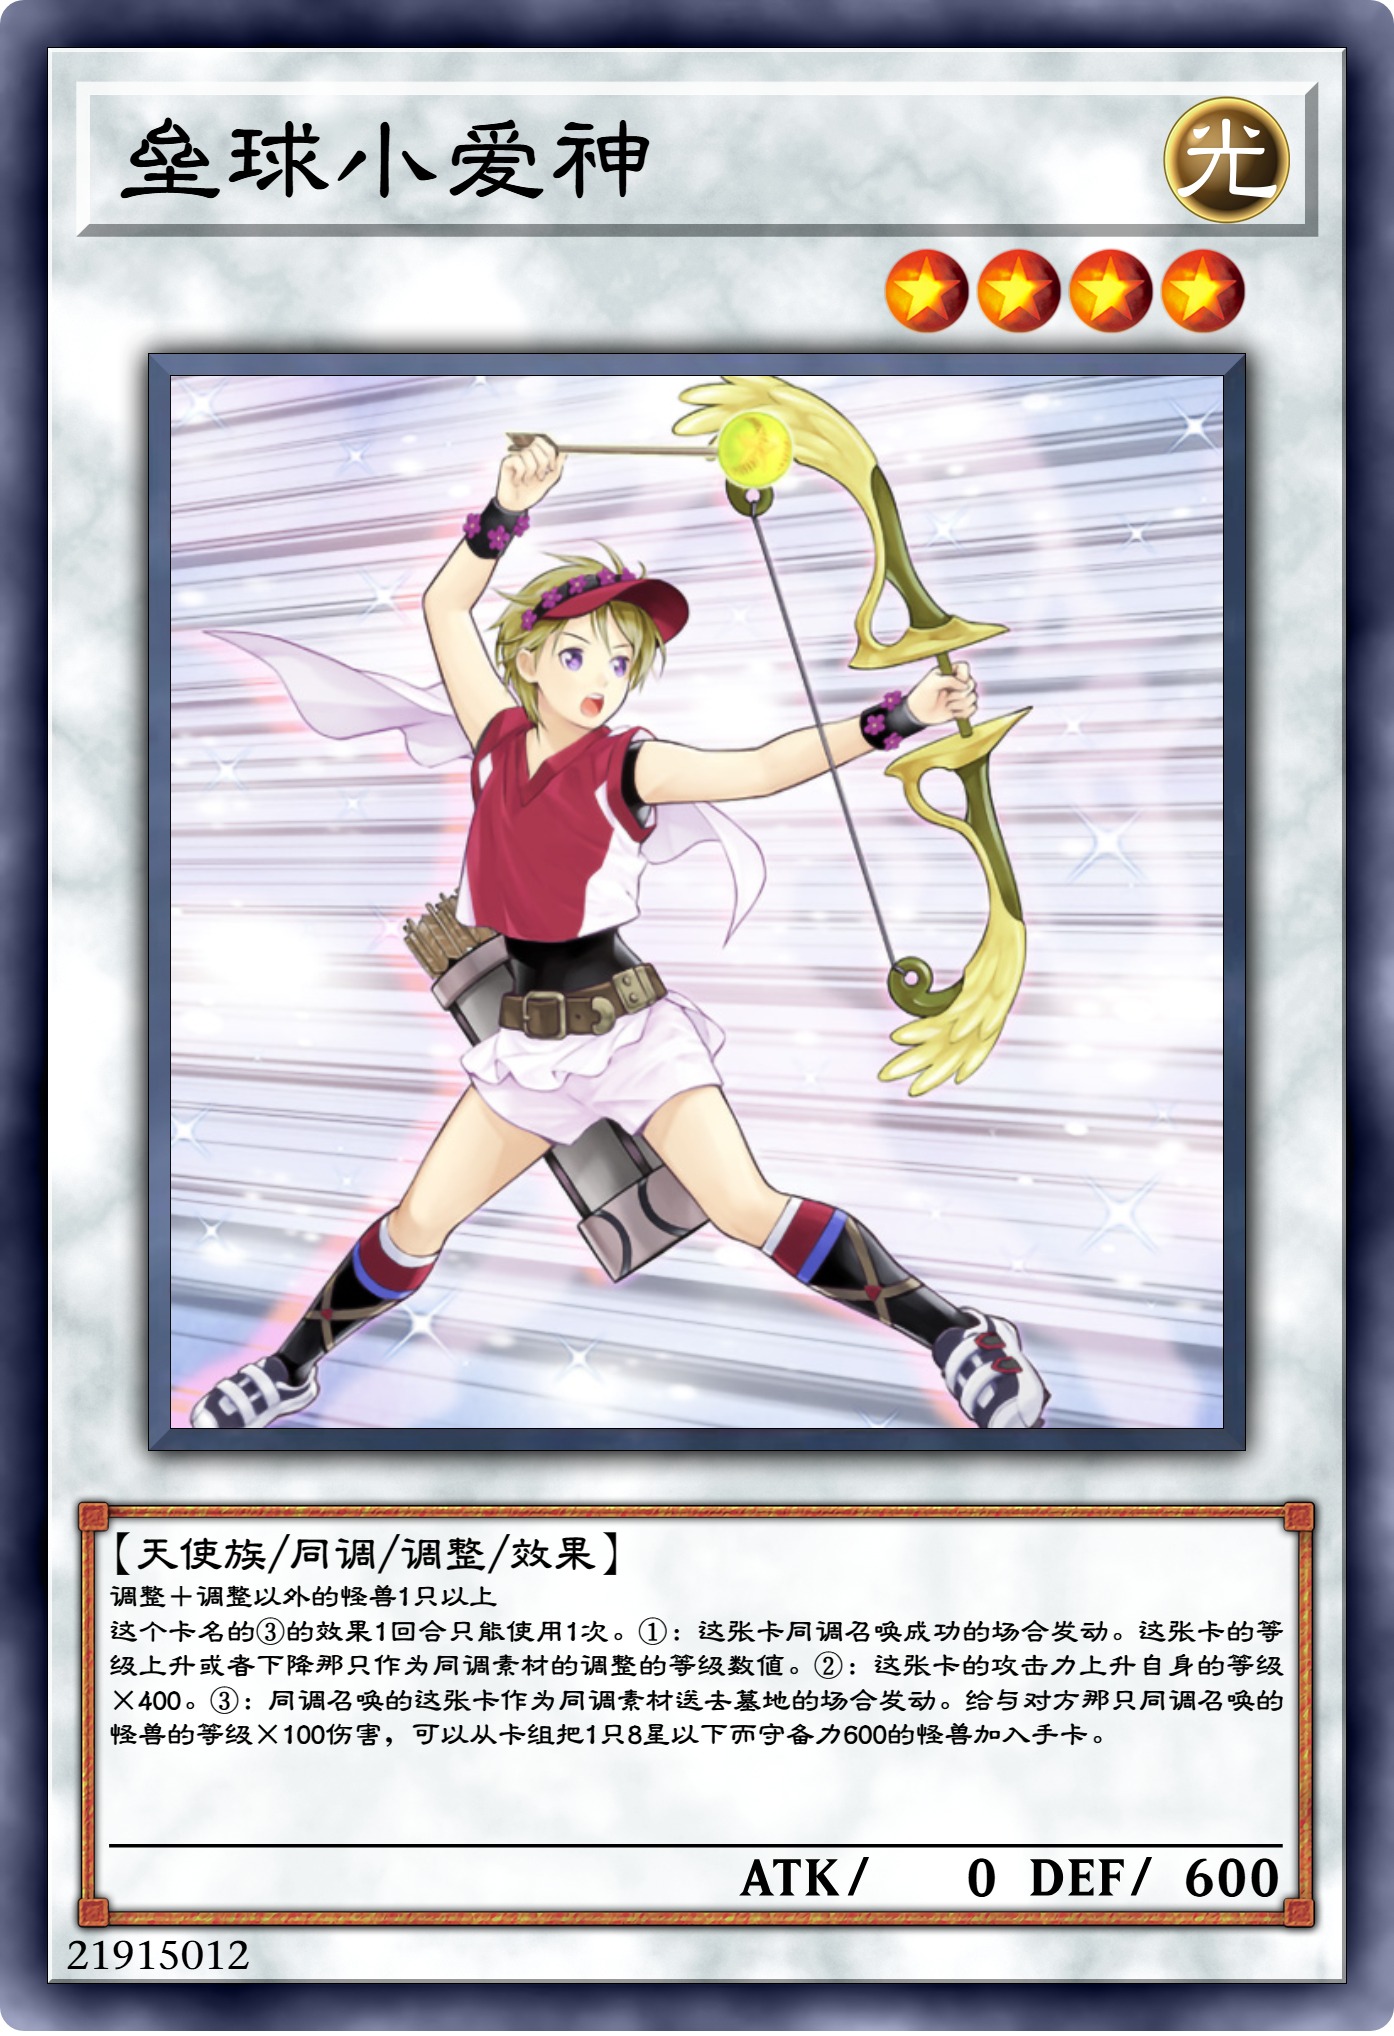 垒球小爱神
光
【天使族/同调/调整/效果】
调整＋调整以外的怪兽1只以上
这个卡名的③的效果1回合只能使用1次。①：这张卡同调召唤成功的场合发动。这张卡的等
级上升或者下降那只作为同调素材的调整的等级数值。②：这张卡的攻击力上升自身的等级
×400。③：同调召唤的这张卡作为同调素材送去墓地的场合发动。给与对方那只同调召唤的
怪兽的等级×100伤害，可以从卡组把1只8星以下而守备力600的怪兽加入手卡。
ATK/ 0 DEF/ 600
21915012